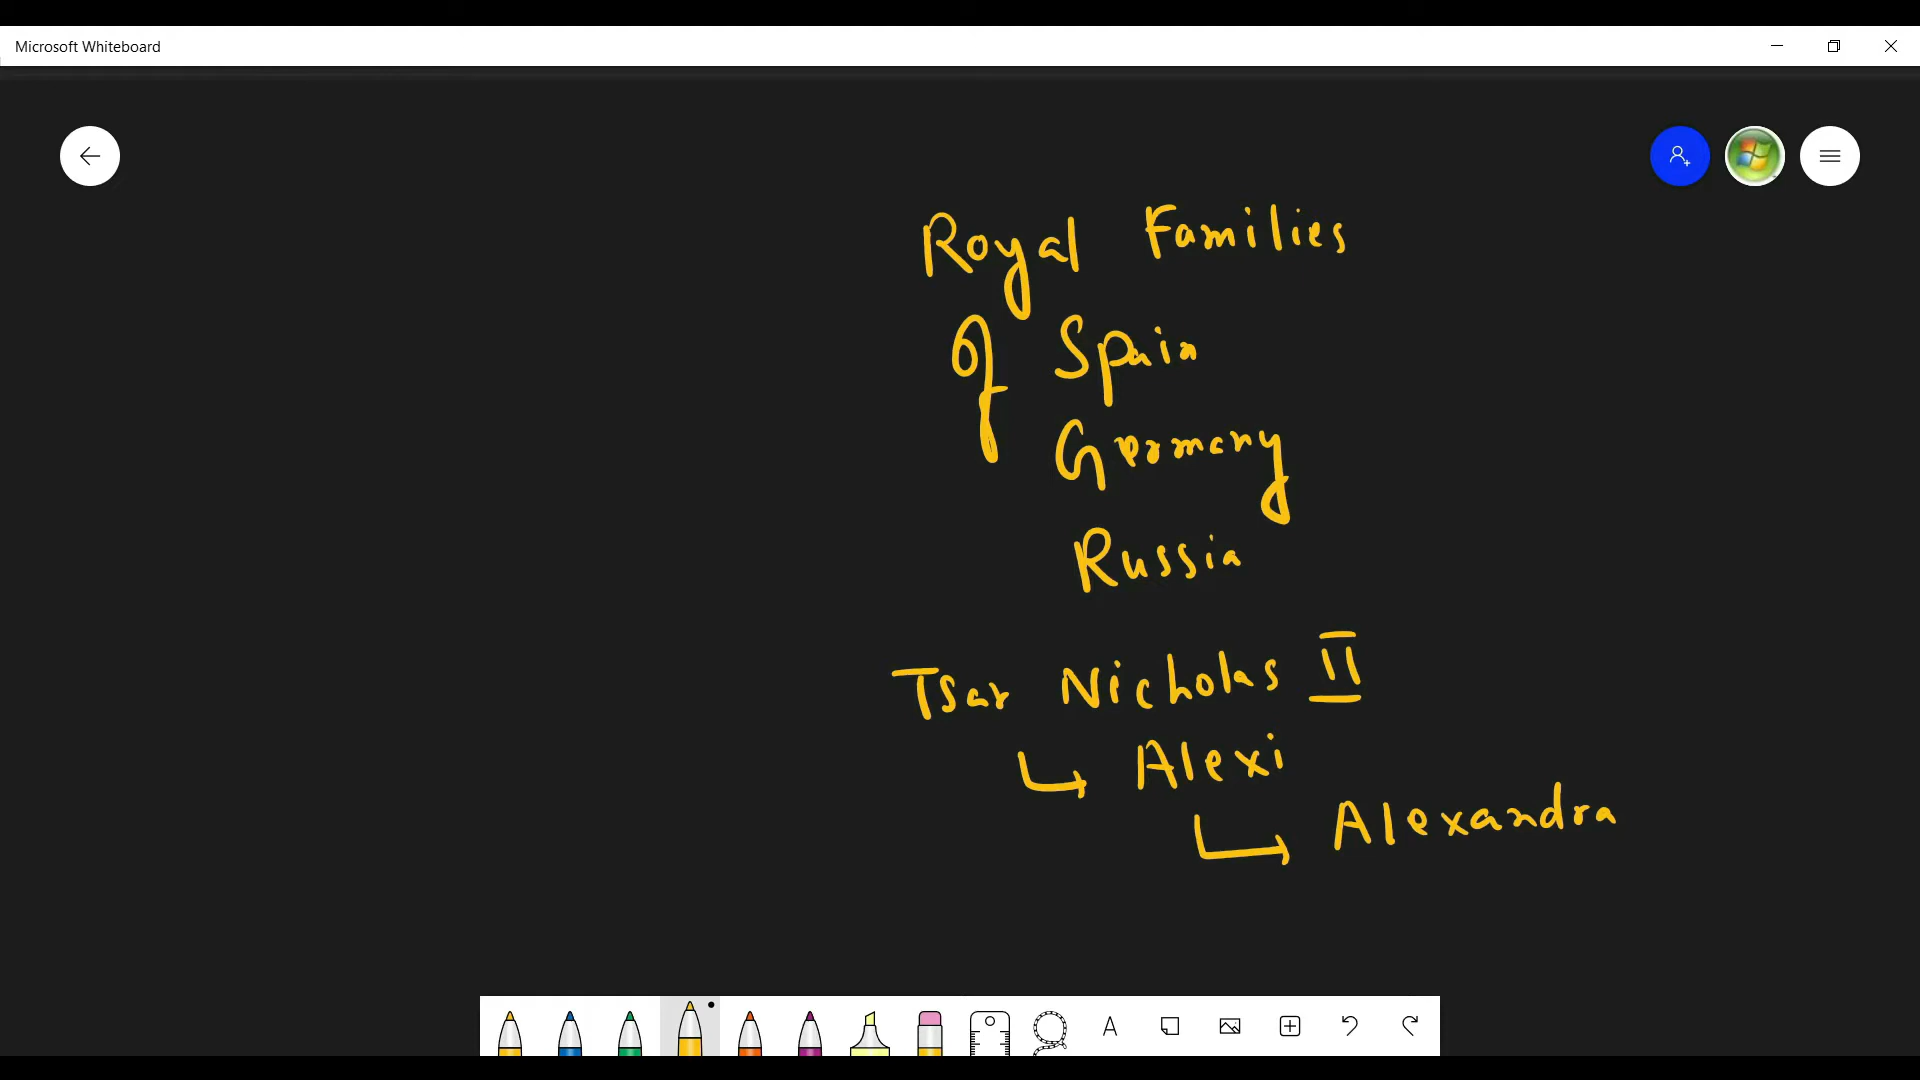 Microsoft Whiteboard
Royal Families
Of Spain
Germany
Russia
Tsar Nicholas II
Alexi
Alexandra
A